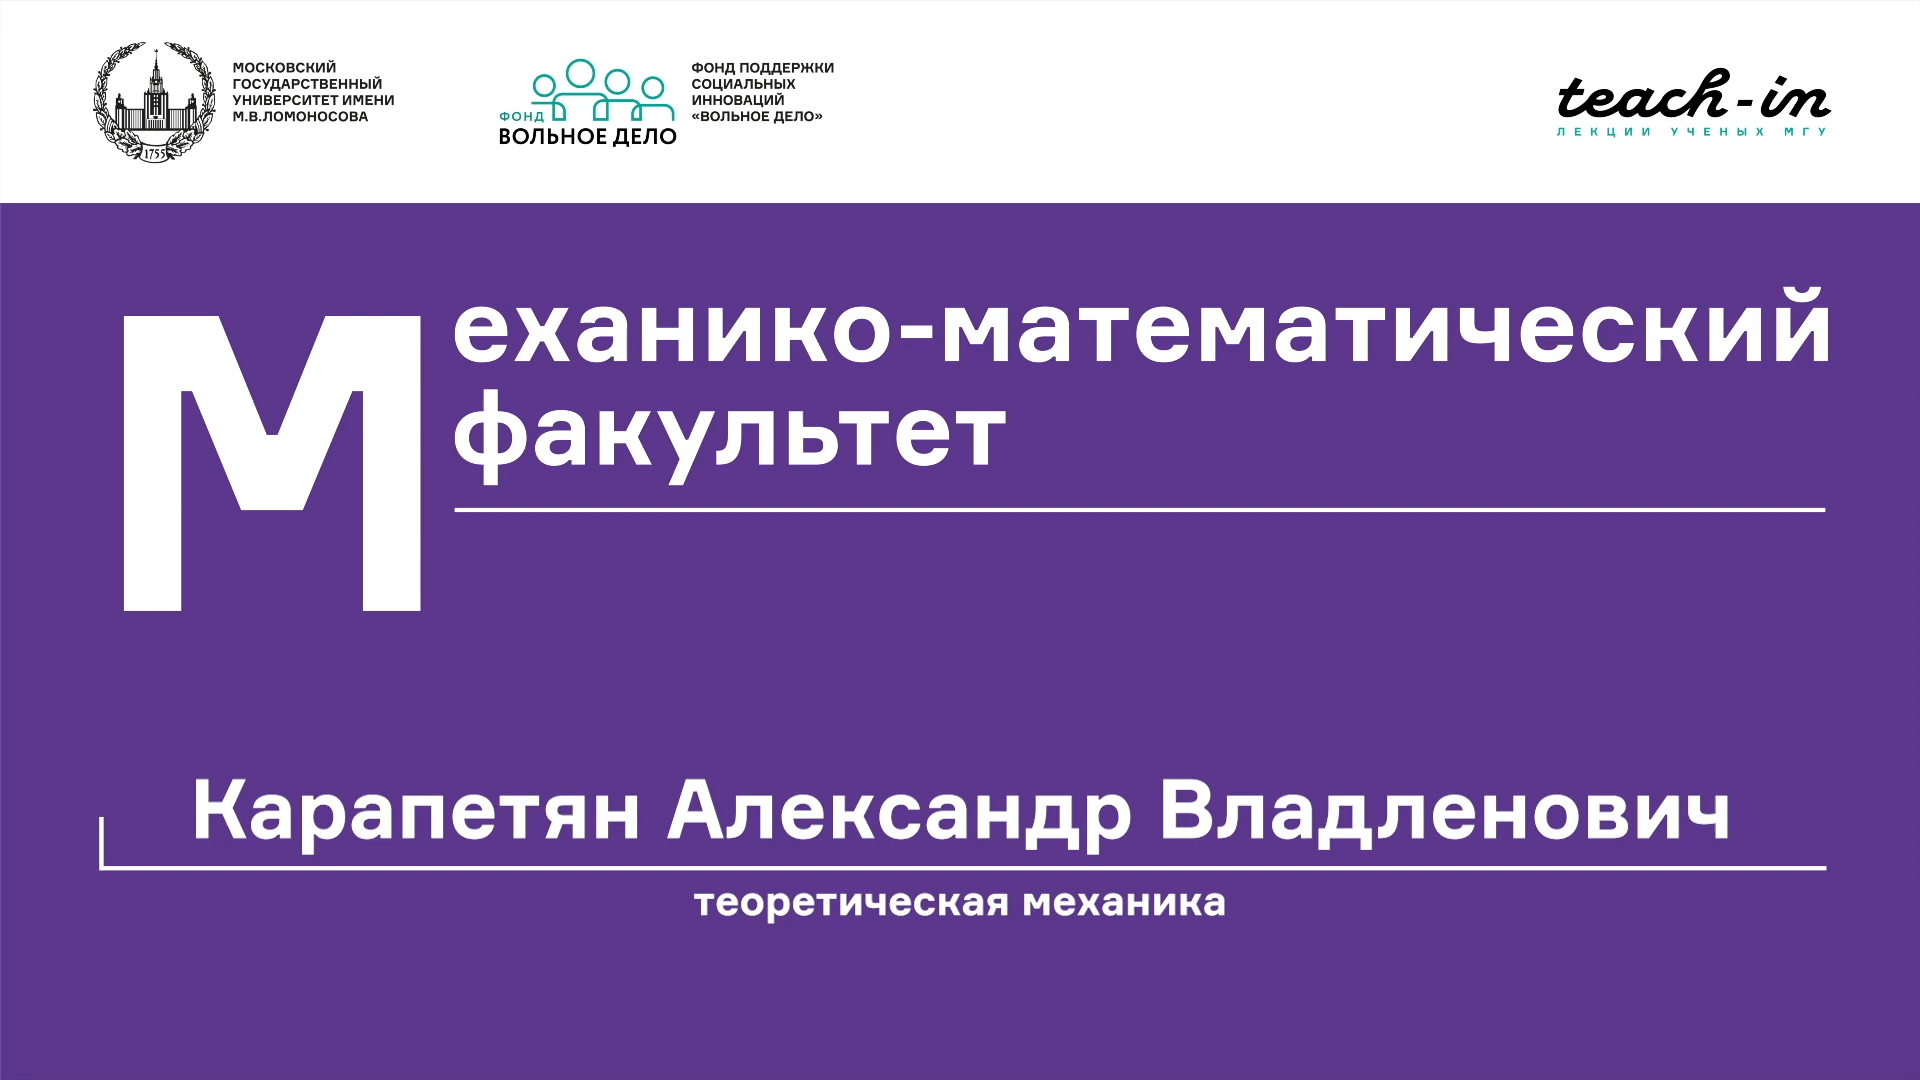 МОСКОВСКИЙ
ГОСУДАРСТВЕННЫЙ
УНИВЕРСИТЕТ ИМЕНИ
М.В.ЛОМОНОСОВА
1755
ФОНД
ВОЛЬНОЕ ДЕЛО
ФОНД ПОДДЕРЖКИ
СОЦИАЛЬНЫХ
ИННОВАЦИЙ
«ВОЛЬНОЕ ДЕЛО»
teach-in
ЛЕКЦИИ УЧЕНЫХ МГУ
Механико-математический
факультет
Карапетян Александр Владленович
теоретическая механика